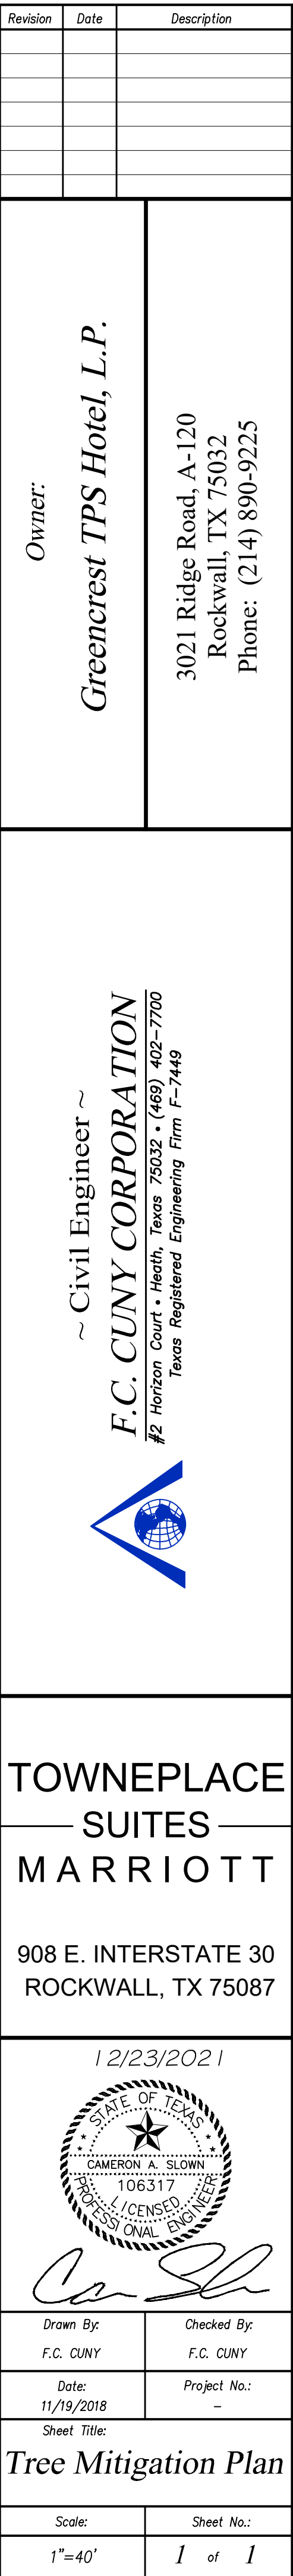 Revision Date Description
Owner:
Greencrest TPS Hotel, L.P.
3021 Ridge Road, A-120
Rockwall, TX 75032
Phone: (214) 890-9225
~ Civil Engineer ~
F.C. CUNY CORPORATION
#2 Horizon Court • Heath, Texas 75032 • (469) 402-7700
Texas Registered Engineering Firm F-7449
TOWNEPLACE
SUITES
MARRIOTT
908 E. INTERSTATE 30
ROCKWALL, TX 75087
12/23/2021
STATE OF TEXAS
CAMERON A. SLOWN
106317
LICENSED
PROFESSIONAL ENGINEER
Drawn By: Checked By:
F.C. CUNY F.C. CUNY
Date: Project No.:
11/19/2018 -
Sheet Title:
Tree Mitigation Plan
Scale: Sheet No.:
1"=40' 1 of 1